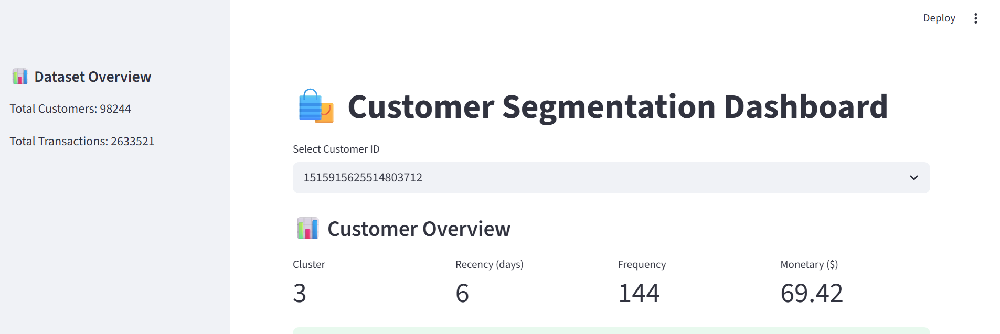 Deploy
Dataset Overview
Total Customers: 98244
Total Transactions: 2633521
Customer Segmentation Dashboard
Select Customer ID
1515915625514803712
Customer Overview
Cluster Recency (days) Frequency Monetary ($)
3 6 144 69.42